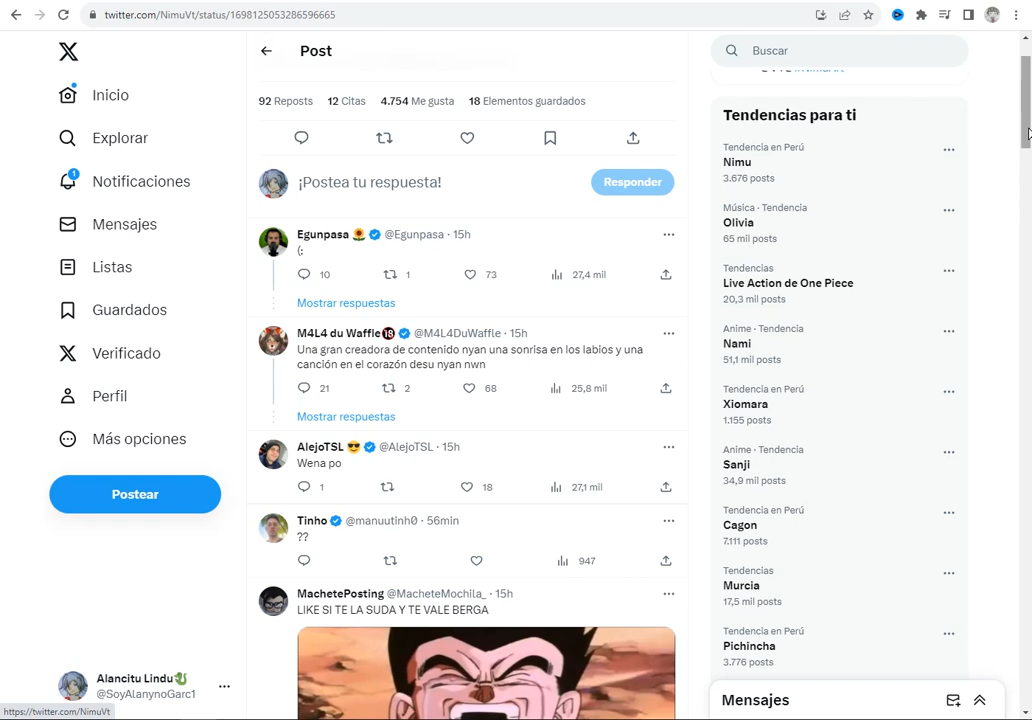 twitter.com/NimuVt/status/1698125053286596665
Post
Buscar
92 Reposts 12 Citas 4.754 Me gusta 18 Elementos guardados
Inicio
Explorar
1
Notificaciones
Mensajes
Listas
Guardados
Verificado
Perfil
Más opciones
Postear
Alancitu Lindu
@SoyAlanynoGarc1
https://twitter.com/NimuVt
¡Postea tu respuesta!
Responder
Egunpasa @Egunpasa · 15h
(:
10 1 73 27,4 mil
Mostrar respuestas
M4L4 du Waffle🔞 @M4L4DuWaffle · 15h
Una gran creadora de contenido nyan una sonrisa en los labios y una
canción en el corazón desu nyan nwn
21 2 68 25,8 mil
Mostrar respuestas
AlejoTSL @AlejoTSL · 15h
Wena po
1 18 27,1 mil
Tinho @manuutinh0 · 56min
??
947
MachetePosting @MacheteMochila_ · 15h
LIKE SI TE LA SUDA Y TE VALE BERGA
Tendencias para ti
Tendencia en Perú
Nimu
3.676 posts
Música · Tendencia
Olivia
65 mil posts
Tendencias
Live Action de One Piece
20,3 mil posts
Anime · Tendencia
Nami
51,1 mil posts
Tendencia en Perú
Xiomara
1.155 posts
Anime · Tendencia
Sanji
34,9 mil posts
Tendencia en Perú
Cagon
7.111 posts
Tendencias
Murcia
17,5 mil posts
Tendencia en Perú
Pichincha
3.776 posts
Mensajes